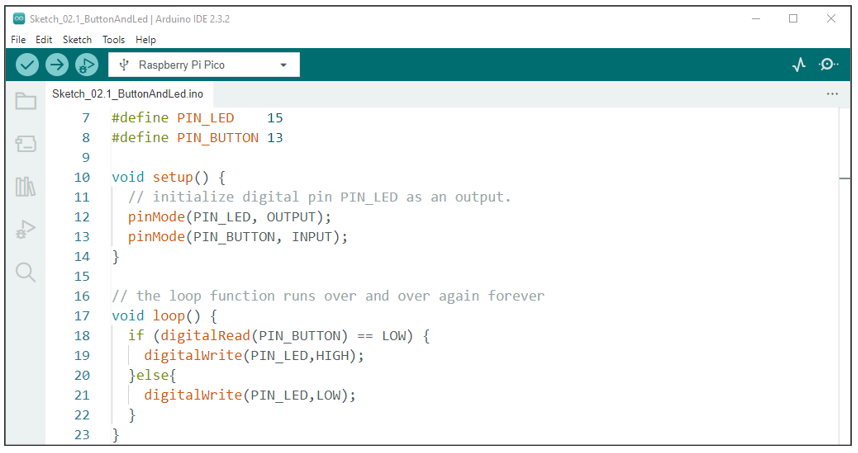 Sketch_02.1_ButtonAndLed | Arduino IDE 2.3.2
File Edit Sketch Tools Help
Raspberry Pi Pico
Sketch_02.1_ButtonAndLed.ino
7 #define PIN_LED    15
8 #define PIN_BUTTON 13
9
10 void setup() {
11   // initialize digital pin PIN_LED as an output.
12   pinMode(PIN_LED, OUTPUT);
13   pinMode(PIN_BUTTON, INPUT);
14 }
15
16 // the loop function runs over and over again forever
17 void loop() {
18   if (digitalRead(PIN_BUTTON) == LOW) {
19     digitalWrite(PIN_LED,HIGH);
20   }else{
21     digitalWrite(PIN_LED,LOW);
22   }
23 }